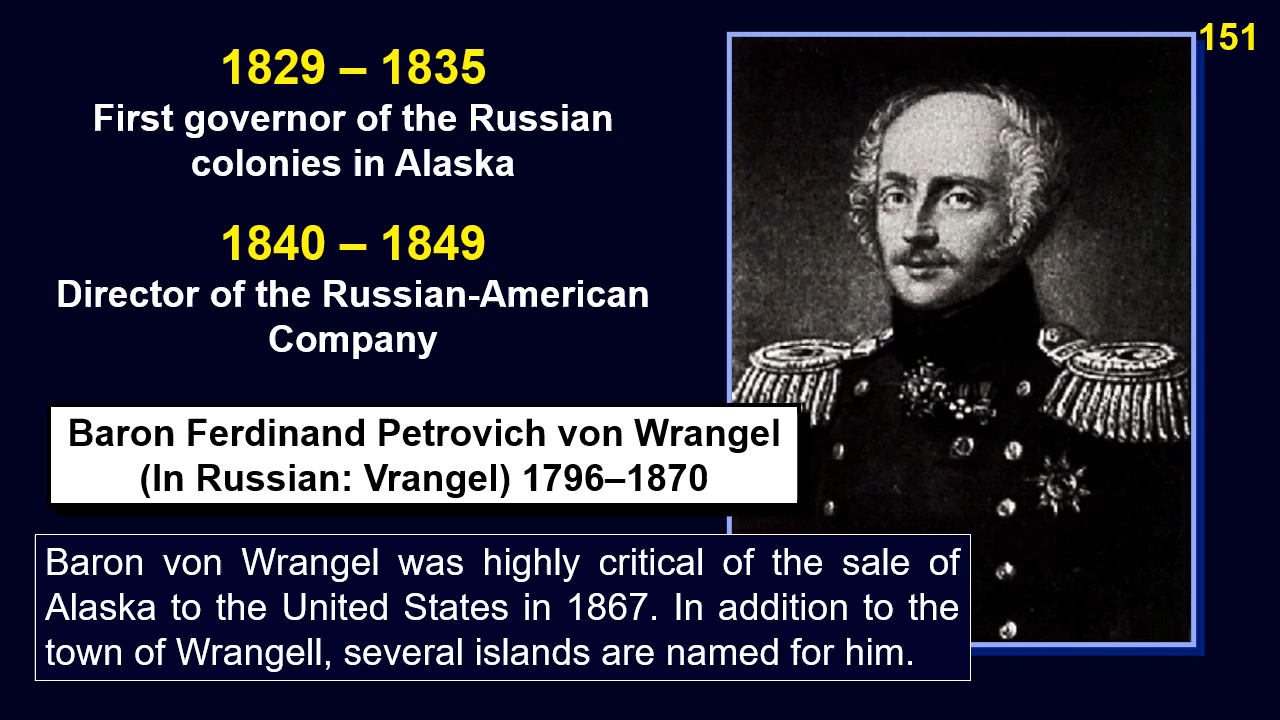 151
1829 – 1835
First governor of the Russian
colonies in Alaska
1840 – 1849
Director of the Russian-American
Company
Baron Ferdinand Petrovich von Wrangel
(In Russian: Vrangel) 1796–1870
Baron von Wrangel was highly critical of the sale of
Alaska to the United States in 1867. In addition to the
town of Wrangell, several islands are named for him.